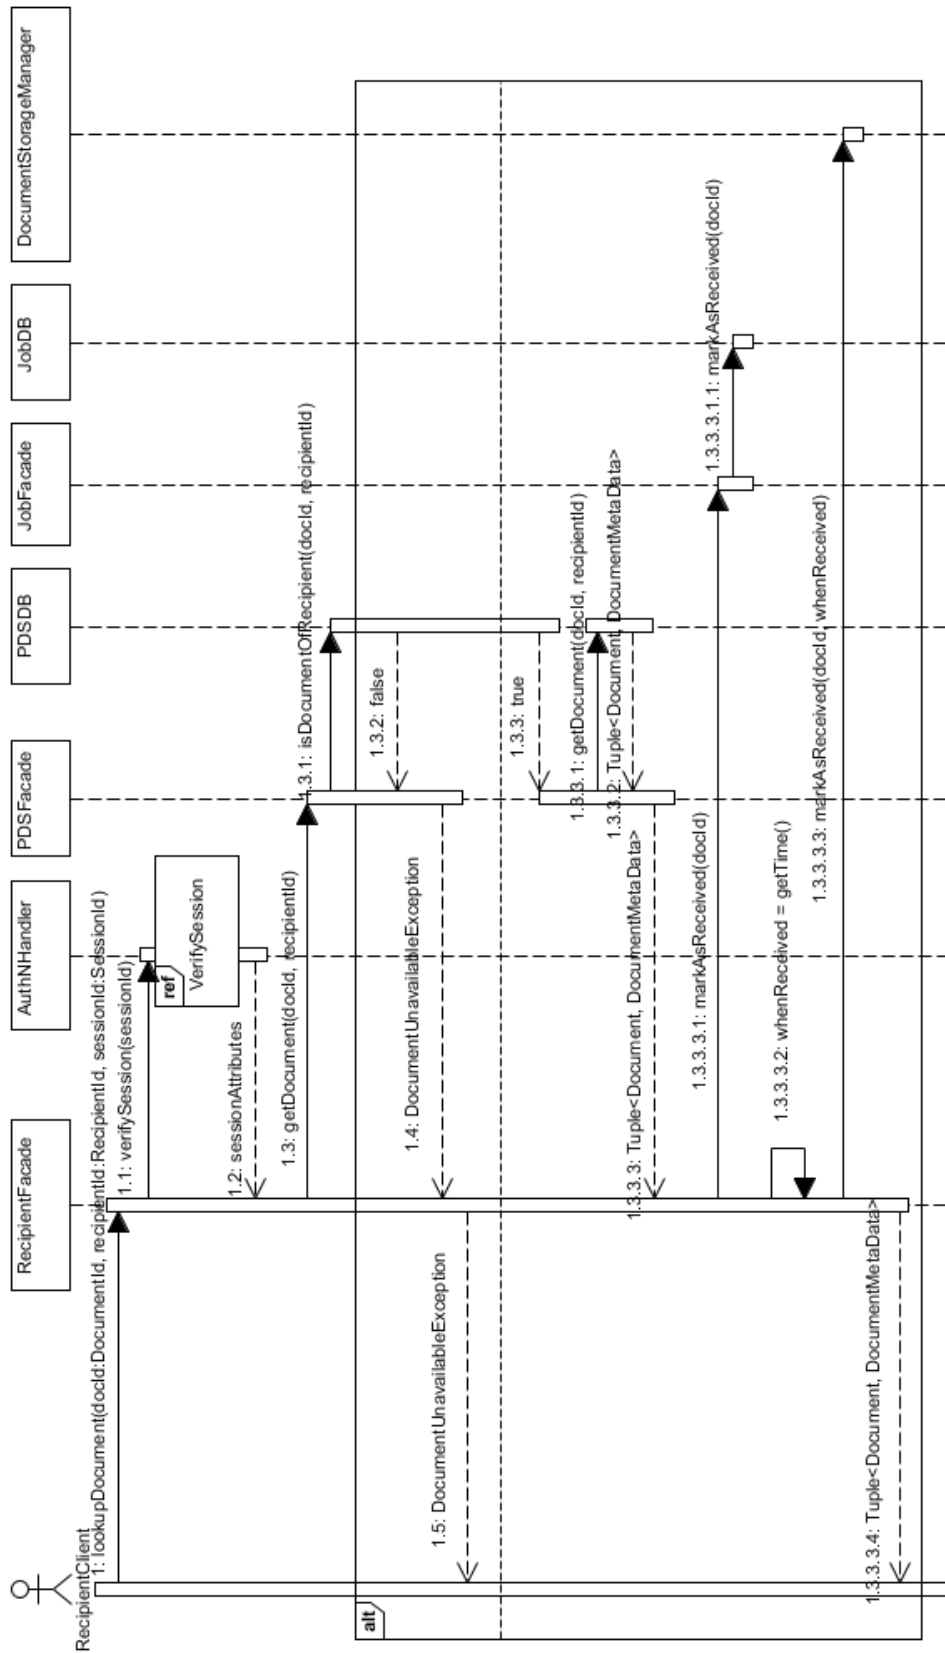 RecipientClient
RecipientFacade
AuthNHandler
PDSFacade
PDSDB
JobFacade
JobDB
DocumentStorageManager
1: lookupDocument(docId:DocumentId, recipientId:RecipientId, sessionId:SessionId)
1.1: verifySession(sessionId)
ref
VerifySession
1.2: sessionAttributes
1.3: getDocument(docId, recipientId)
1.3.1: isDocumentOfRecipient(docId, recipientId)
alt
1.3.2: false
1.4: DocumentUnavailableException
1.5: DocumentUnavailableException
1.3.3: true
1.3.3.1: getDocument(docId, recipientId)
1.3.3.2: Tuple<Document, DocumentMetaData>
1.3.3.3: Tuple<Document, DocumentMetaData>
1.3.3.3.1: markAsReceived(docId)
1.3.3.3.1.1: markAsReceived(docId)
1.3.3.3.2: whenReceived = getTime()
1.3.3.3.3: markAsReceived(docId, whenReceived)
1.3.3.3.4: Tuple<Document, DocumentMetaData>